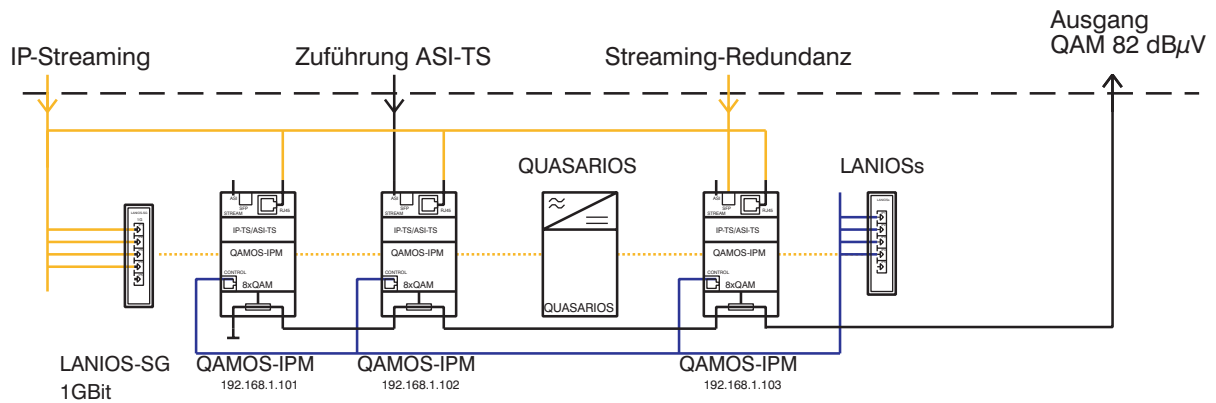 Ausgang
QAM 82 dBµV
IP-Streaming
Zuführung ASI-TS
Streaming-Redundanz
QUASARIOS
LANIOSs
ASI
SFP
STREAM
RJ45
IP-TS/ASI-TS
QAMOS-IPM
CONTROL
8xQAM
ASI
SFP
STREAM
RJ45
IP-TS/ASI-TS
QAMOS-IPM
CONTROL
8xQAM
QUASARIOS
ASI
SFP
STREAM
RJ45
IP-TS/ASI-TS
QAMOS-IPM
CONTROL
8xQAM
LANIOS-SG
1GBit
QAMOS-IPM
192.168.1.101
QAMOS-IPM
192.168.1.102
QAMOS-IPM
192.168.1.103